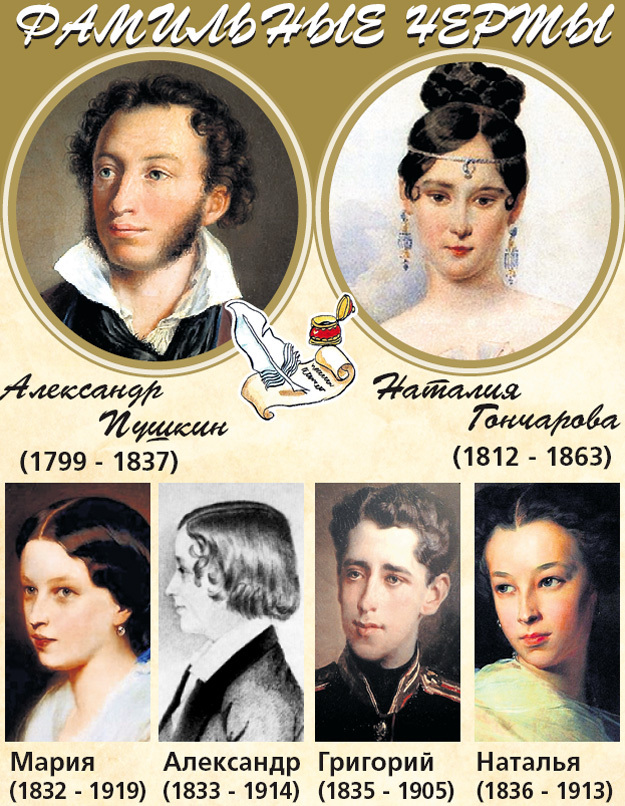 ФАМИЛЬНЫЕ ЧЕРТЫ
Александр
Пушкин
(1799 - 1837)
Наталия
Гончарова
(1812 - 1863)
Мария
(1832 - 1919)
Александр
(1833 - 1914)
Григорий
(1835 - 1905)
Наталья
(1836 - 1913)